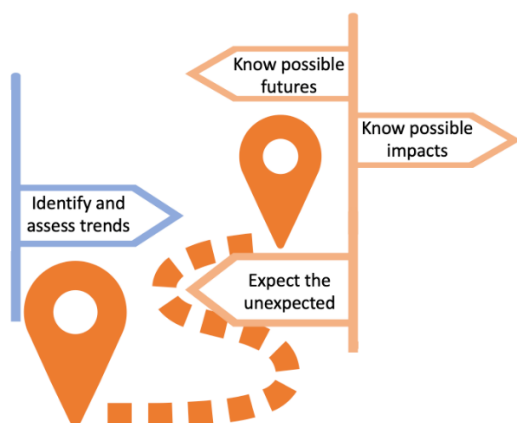 Know possible
futures
Know possible
impacts
Identify and
assess trends
Expect the
unexpected